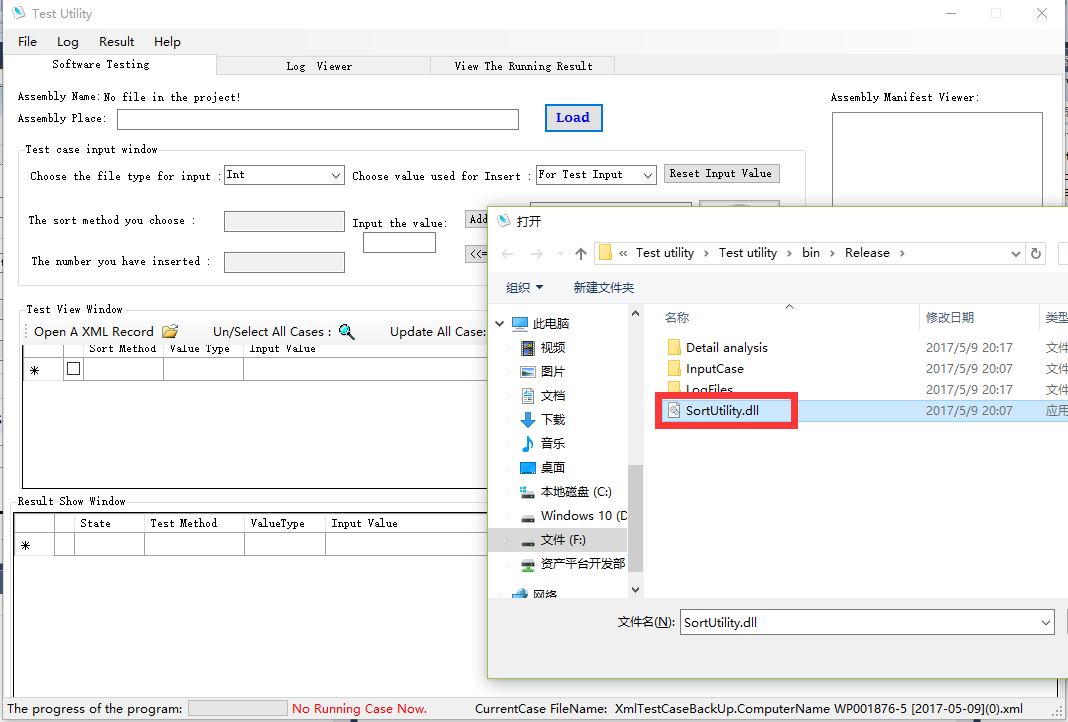 Test Utility
File Log Result Help
Software Testing Log Viewer View The Running Result
Assembly Name: No file in the project!
Assembly Manifest Viewer:
Assembly Place:
Load
Test case input window
Choose the file type for input : Int Choose value used for Insert : For Test Input Reset Input Value
The sort method you choose : Input the value: Add
The number you have inserted : <<=
Test View Window
Open A XML Record Un/Select All Cases : Update All Case:
Sort Method Value Type Input Value
Result Show Window
State Test Method ValueType Input Value
The progress of the program: No Running Case Now. CurrentCase FileName: XmlTestCaseBackUp.ComputerName WP001876-5 [2017-05-09](0).xml
打开
« Test utility › Test utility › bin › Release ›
组织 新建文件夹
此电脑
视频
图片
文档
下载
音乐
桌面
本地磁盘 (C:)
Windows 10 (D
文件 (F:)
资产平台开发部
网络
名称 修改日期 类型
Detail analysis 2017/5/9 20:17 文件
InputCase 2017/5/9 20:07 文件
LogFiles 2017/5/9 20:17 文件
SortUtility.dll 2017/5/9 20:07 应用
文件名(N): SortUtility.dll